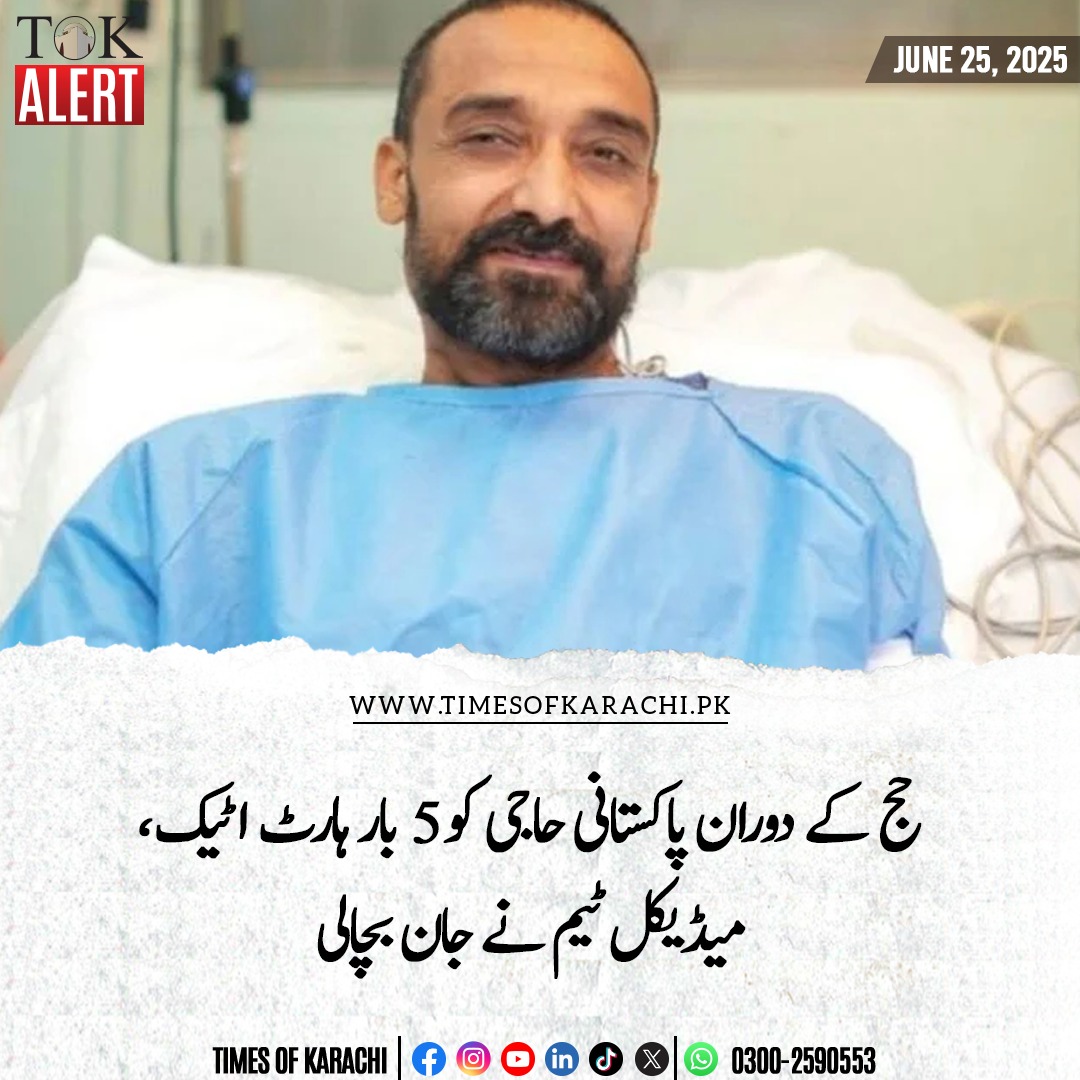 TOK
ALERT
JUNE 25, 2025
WWW.TIMESOFKARACHI.PK
حج کے دوران پاکستانی حاجی کو 5 بار ہارٹ اٹیک،
میڈیکل ٹیم نے جان بچالی
TIMES OF KARACHI 0300-2590553